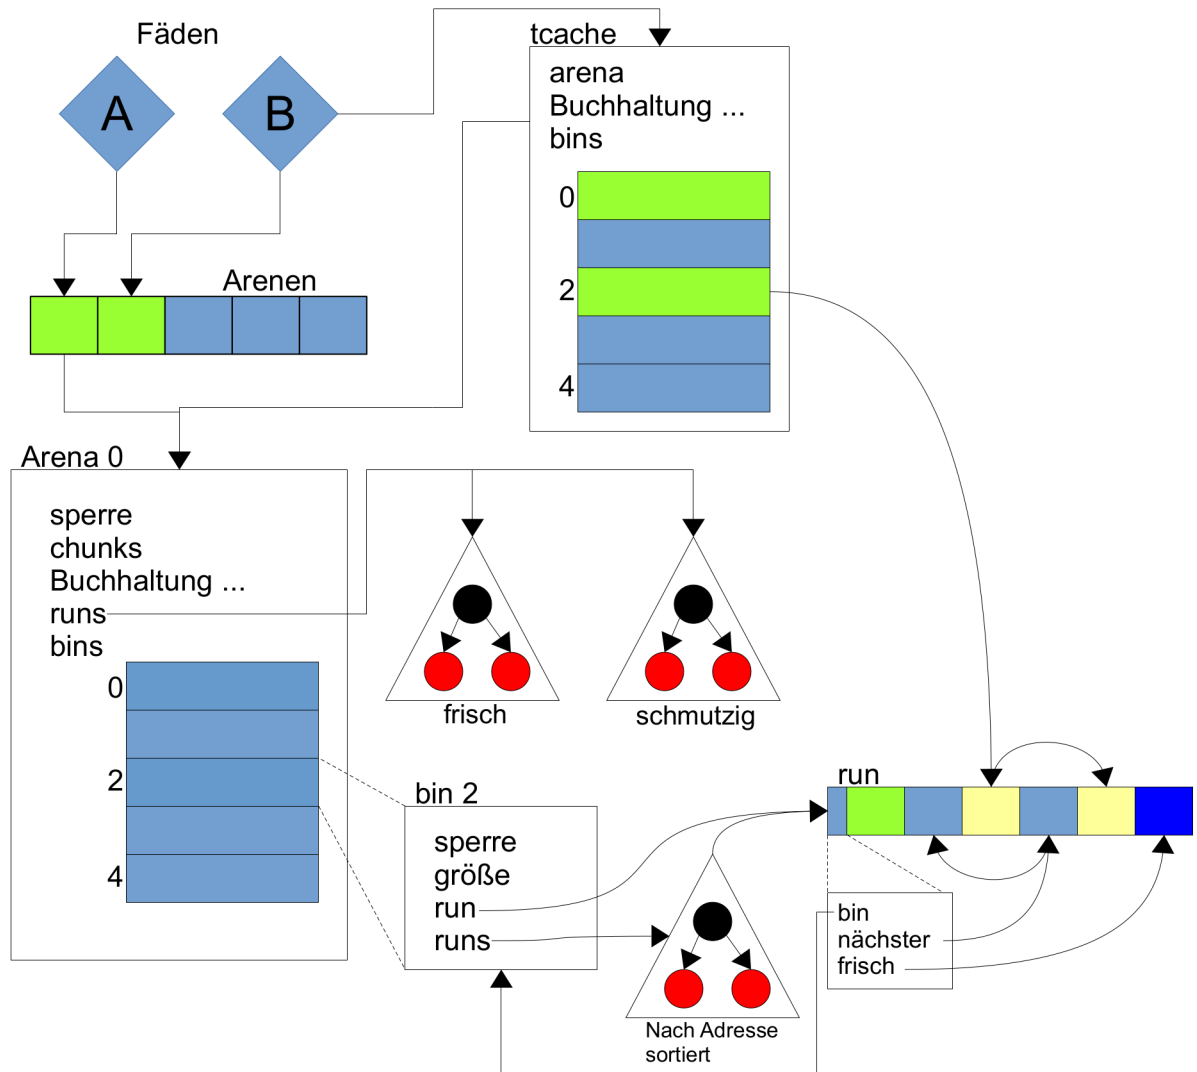 Fäden
A
B
tcache
arena
Buchhaltung ...
bins
0
2
4
Arenen
Arena 0
sperre
chunks
Buchhaltung ...
runs
bins
0
2
4
frisch
schmutzig
bin 2
sperre
größe
run
runs
Nach Adresse
sortiert
run
bin
nächster
frisch